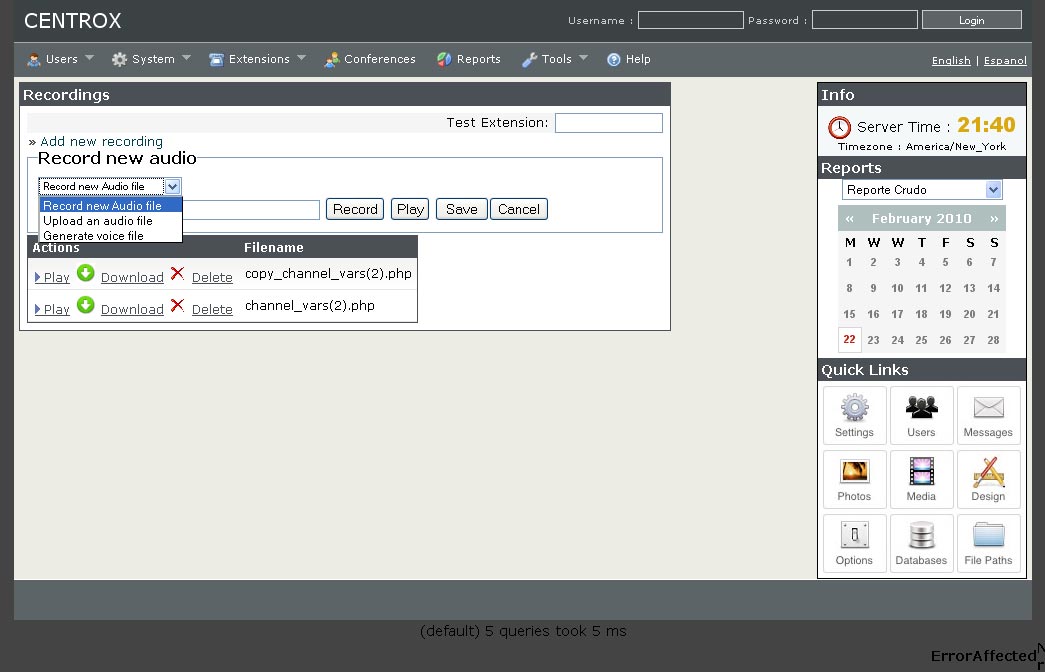 CENTROX Username : Password : Login
Users System Extensions Conferences Reports Tools Help English | Espanol
Recordings
Test Extension:
» Add new recording
Record new audio
Record new Audio file
Record new Audio file
Upload an audio file
Generate voice file
Record Play Save Cancel
Actions Filename
Play Download Delete copy_channel_vars(2).php
Play Download Delete channel_vars(2).php
Info
Server Time : 21:40
Timezone : America/New_York
Reports
Reporte Crudo
« February 2010 »
M W W T F S S
1 2 3 4 5 6 7
8 9 10 11 12 13 14
15 16 17 18 19 20 21
22 23 24 25 26 27 28
Quick Links
Settings Users Messages
Photos Media Design
Options Databases File Paths
(default) 5 queries took 5 ms
ErrorAffected